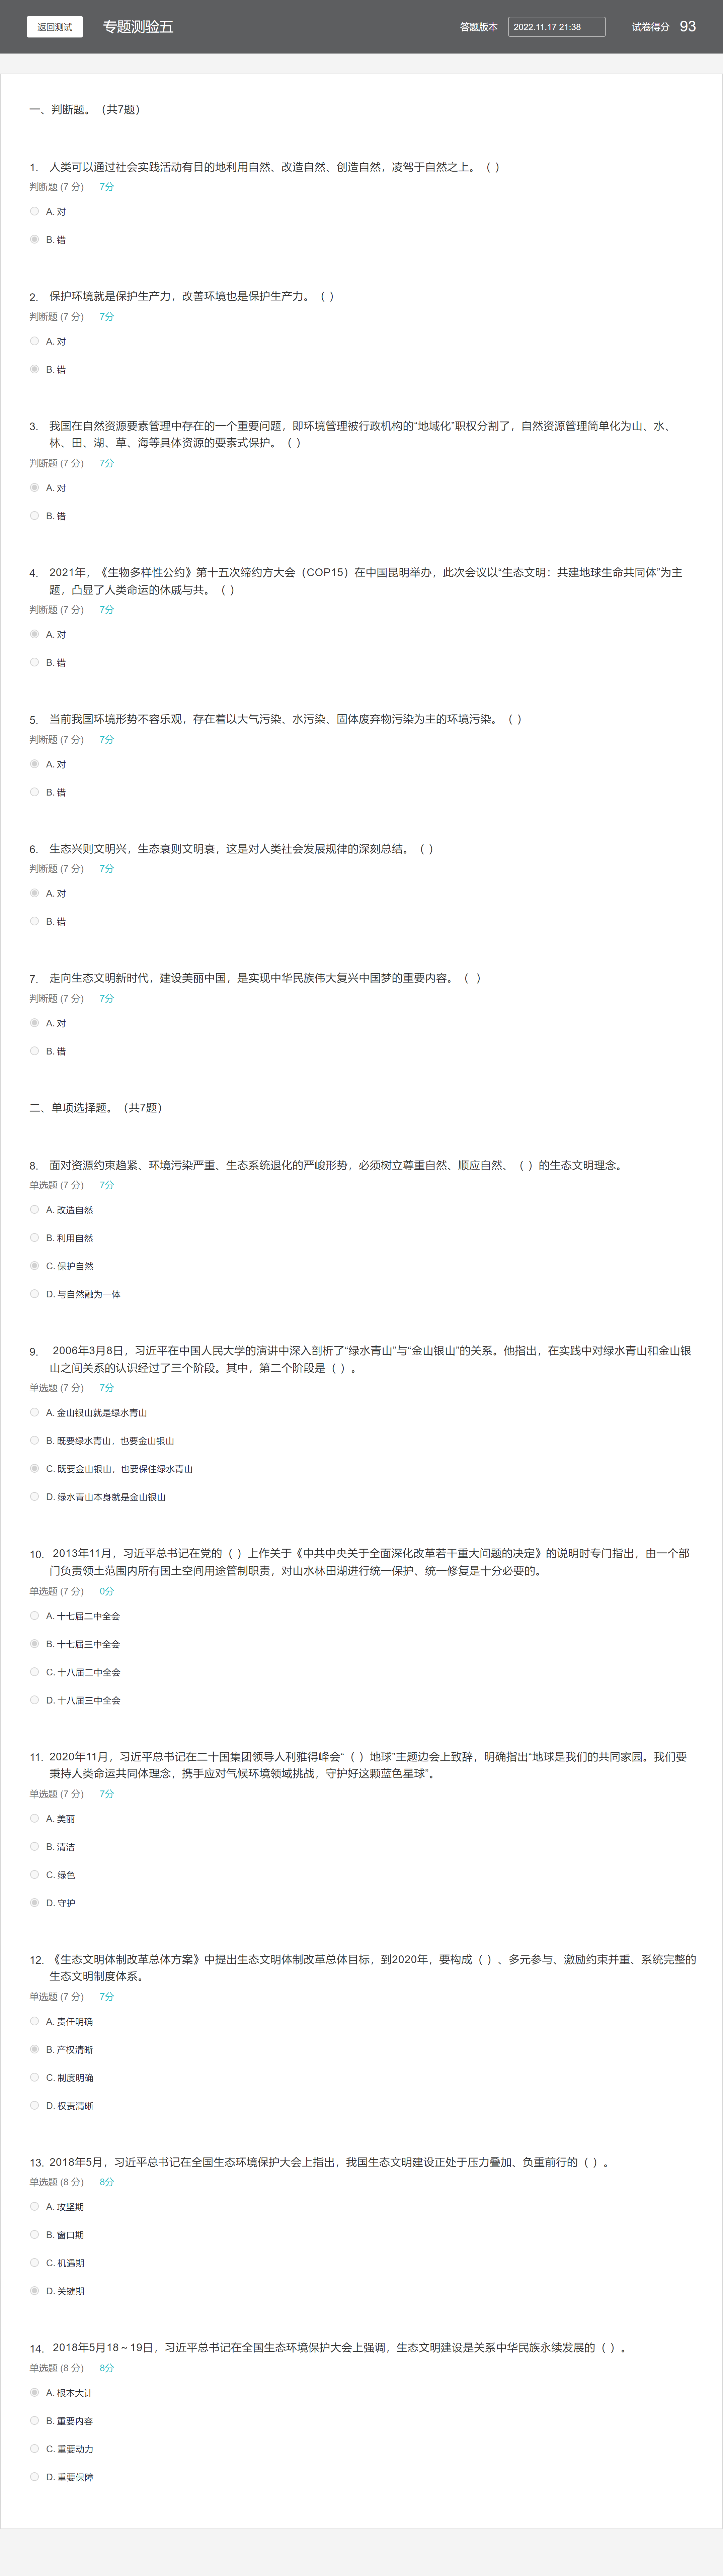 返回测试 专题测验五 答题版本 2022.11.17 21:38 试卷得分 93
一、判断题。（共7题）
1. 人类可以通过社会实践活动有目的地利用自然、改造自然、创造自然，凌驾于自然之上。（ ）
判断题 (7 分) 7分
A. 对
B. 错
2. 保护环境就是保护生产力，改善环境也是保护生产力。（ ）
判断题 (7 分) 7分
A. 对
B. 错
3. 我国在自然资源要素管理中存在的一个重要问题，即环境管理被行政机构的“地域化”职权分割了，自然资源管理简单化为山、水、
林、田、湖、草、海等具体资源的要素式保护。（ ）
判断题 (7 分) 7分
A. 对
B. 错
4. 2021年，《生物多样性公约》第十五次缔约方大会（COP15）在中国昆明举办，此次会议以“生态文明：共建地球生命共同体”为主
题，凸显了人类命运的休戚与共。（ ）
判断题 (7 分) 7分
A. 对
B. 错
5. 当前我国环境形势不容乐观，存在着以大气污染、水污染、固体废弃物污染为主的环境污染。（ ）
判断题 (7 分) 7分
A. 对
B. 错
6. 生态兴则文明兴，生态衰则文明衰，这是对人类社会发展规律的深刻总结。（ ）
判断题 (7 分) 7分
A. 对
B. 错
7. 走向生态文明新时代，建设美丽中国，是实现中华民族伟大复兴中国梦的重要内容。（ ）
判断题 (7 分) 7分
A. 对
B. 错
二、单项选择题。（共7题）
8. 面对资源约束趋紧、环境污染严重、生态系统退化的严峻形势，必须树立尊重自然、顺应自然、（ ）的生态文明理念。
单选题 (7 分) 7分
A. 改造自然
B. 利用自然
C. 保护自然
D. 与自然融为一体
9. 2006年3月8日，习近平在中国人民大学的演讲中深入剖析了“绿水青山”与“金山银山”的关系。他指出，在实践中对绿水青山和金山银
山之间关系的认识经过了三个阶段。其中，第二个阶段是（ ）。
单选题 (7 分) 7分
A. 金山银山就是绿水青山
B. 既要绿水青山，也要金山银山
C. 既要金山银山，也要保住绿水青山
D. 绿水青山本身就是金山银山
10. 2013年11月，习近平总书记在党的（ ）上作关于《中共中央关于全面深化改革若干重大问题的决定》的说明时专门指出，由一个部
门负责领土范围内所有国土空间用途管制职责，对山水林田湖进行统一保护、统一修复是十分必要的。
单选题 (7 分) 0分
A. 十七届二中全会
B. 十七届三中全会
C. 十八届二中全会
D. 十八届三中全会
11. 2020年11月，习近平总书记在二十国集团领导人利雅得峰会“（ ）地球”主题边会上致辞，明确指出“地球是我们的共同家园。我们要
秉持人类命运共同体理念，携手应对气候环境领域挑战，守护好这颗蓝色星球”。
单选题 (7 分) 7分
A. 美丽
B. 清洁
C. 绿色
D. 守护
12. 《生态文明体制改革总体方案》中提出生态文明体制改革总体目标，到2020年，要构成（ ）、多元参与、激励约束并重、系统完整的
生态文明制度体系。
单选题 (7 分) 7分
A. 责任明确
B. 产权清晰
C. 制度明确
D. 权责清晰
13. 2018年5月，习近平总书记在全国生态环境保护大会上指出，我国生态文明建设正处于压力叠加、负重前行的（ ）。
单选题 (8 分) 8分
A. 攻坚期
B. 窗口期
C. 机遇期
D. 关键期
14. 2018年5月18～19日，习近平总书记在全国生态环境保护大会上强调，生态文明建设是关系中华民族永续发展的（ ）。
单选题 (8 分) 8分
A. 根本大计
B. 重要内容
C. 重要动力
D. 重要保障